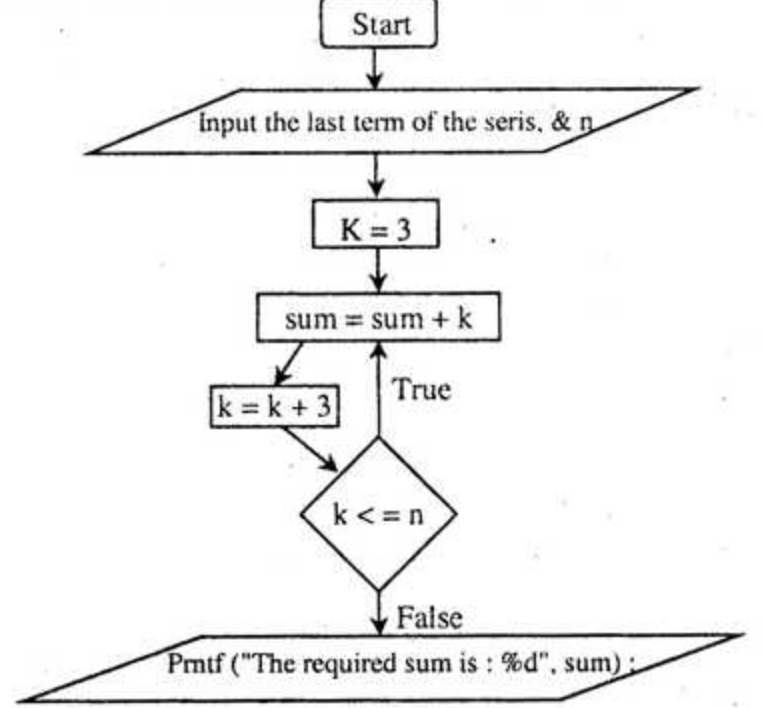 Start
Input the last term of the seris, & n
K = 3
sum = sum + k
k = k + 3
True
k < = n
False
Prntf ("The required sum is : %d", sum) ;